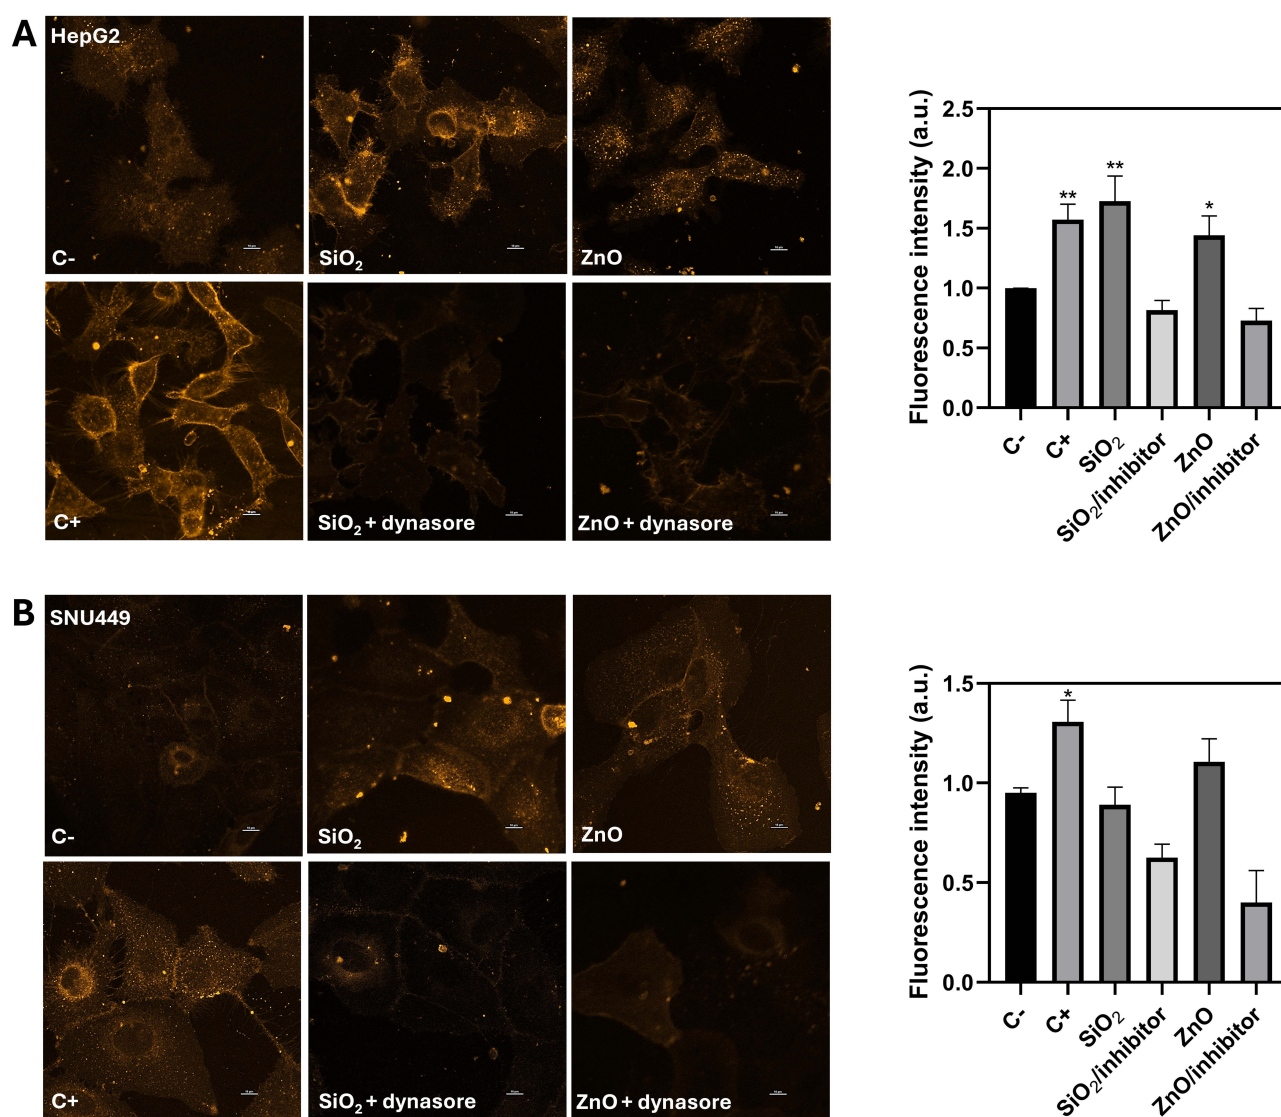 A
HepG2
C-
SiO₂
ZnO
C+
SiO₂ + dynasore
ZnO + dynasore
Fluorescence intensity (a.u.)
2.5
2.0
1.5
1.0
0.5
0.0
**
**
*
C-
C+
SiO₂
SiO₂/inhibitor
ZnO
ZnO/inhibitor
B
SNU449
C-
SiO₂
ZnO
C+
SiO₂ + dynasore
ZnO + dynasore
Fluorescence intensity (a.u.)
1.5
1.0
0.5
0.0
*
C-
C+
SiO₂
SiO₂/inhibitor
ZnO
ZnO/inhibitor